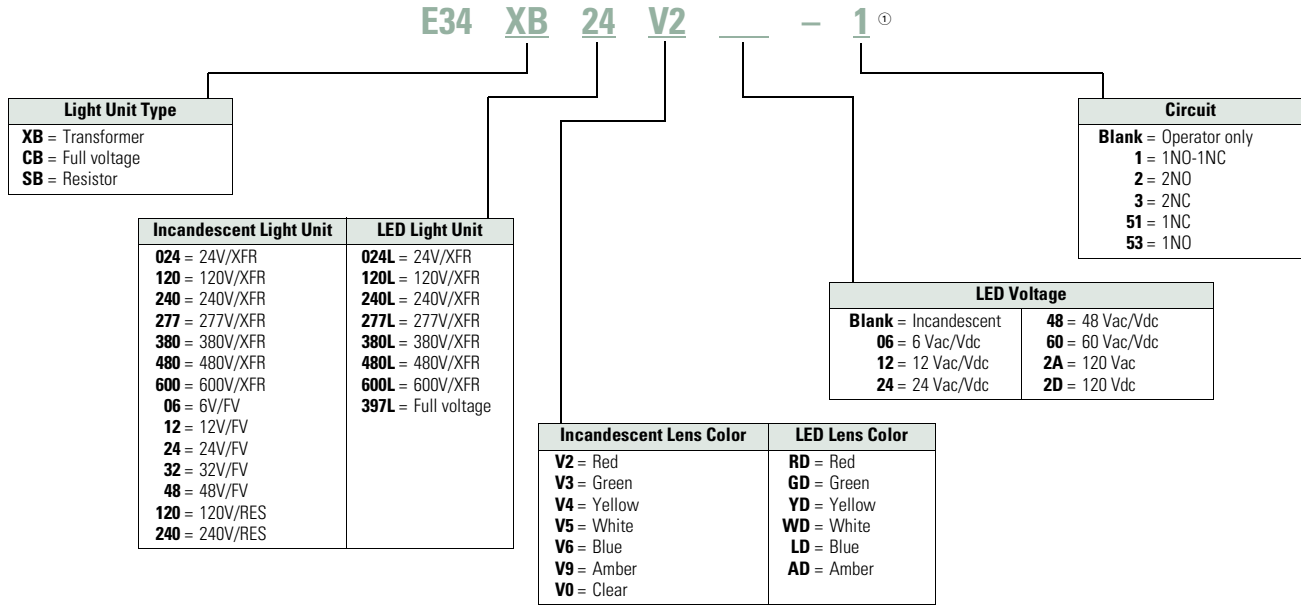 E34 XB 24 V2 ___ – 1 ①
Light Unit Type
XB = Transformer
CB = Full voltage
SB = Resistor
Incandescent Light Unit
024 = 24V/XFR
120 = 120V/XFR
240 = 240V/XFR
277 = 277V/XFR
380 = 380V/XFR
480 = 480V/XFR
600 = 600V/XFR
06 = 6V/FV
12 = 12V/FV
24 = 24V/FV
32 = 32V/FV
48 = 48V/FV
120 = 120V/RES
240 = 240V/RES
LED Light Unit
024L = 24V/XFR
120L = 120V/XFR
240L = 240V/XFR
277L = 277V/XFR
380L = 380V/XFR
480L = 480V/XFR
600L = 600V/XFR
397L = Full voltage
Incandescent Lens Color
V2 = Red
V3 = Green
V4 = Yellow
V5 = White
V6 = Blue
V9 = Amber
V0 = Clear
LED Lens Color
RD = Red
GD = Green
YD = Yellow
WD = White
LD = Blue
AD = Amber
LED Voltage
Blank = Incandescent
06 = 6 Vac/Vdc
12 = 12 Vac/Vdc
24 = 24 Vac/Vdc
48 = 48 Vac/Vdc
60 = 60 Vac/Vdc
2A = 120 Vac
2D = 120 Vdc
Circuit
Blank = Operator only
1 = 1NO-1NC
2 = 2NO
3 = 2NC
51 = 1NC
53 = 1NO